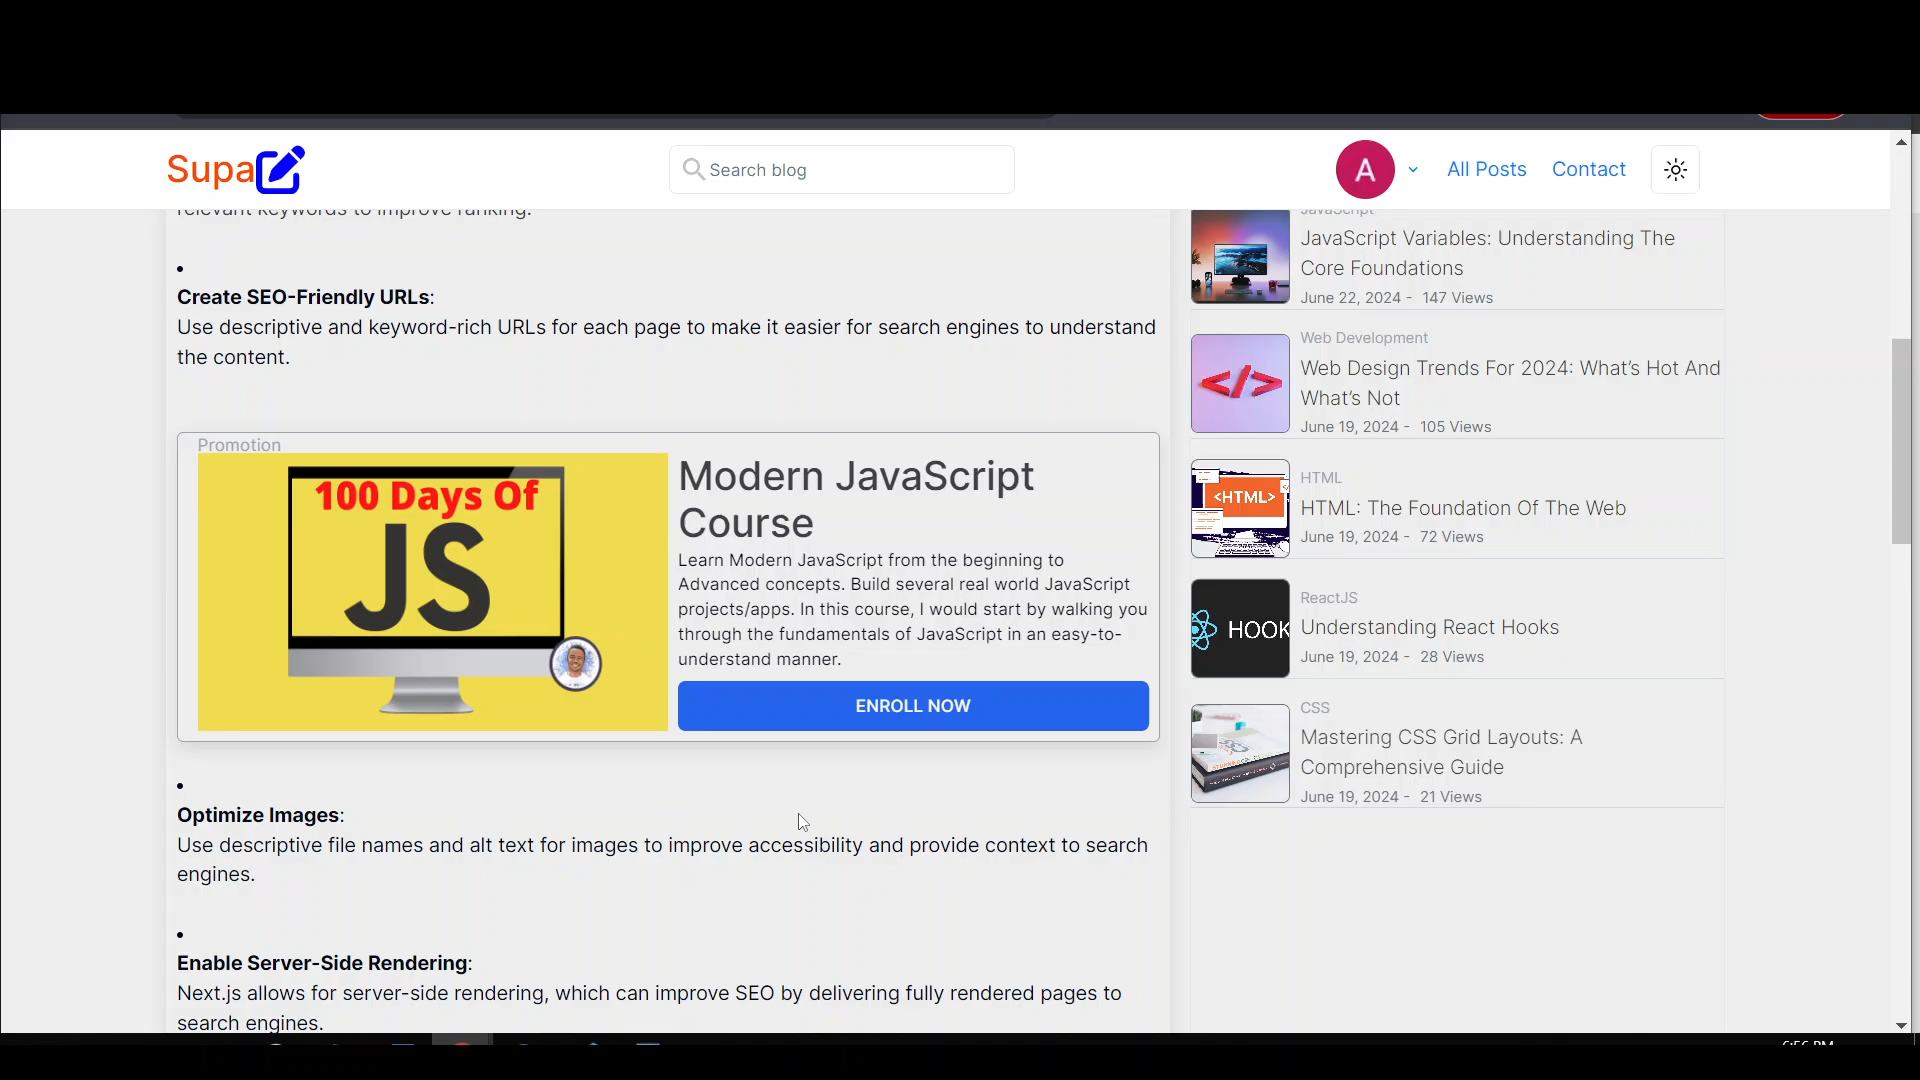 Supa
Search blog
A
All Posts
Contact
relevant keywords to improve ranking.
Create SEO-Friendly URLs:
Use descriptive and keyword-rich URLs for each page to make it easier for search engines to understand
the content.
Promotion
100 Days Of
JS
Modern JavaScript
Course
Learn Modern JavaScript from the beginning to
Advanced concepts. Build several real world JavaScript
projects/apps. In this course, I would start by walking you
through the fundamentals of JavaScript in an easy-to-
understand manner.
ENROLL NOW
Optimize Images:
Use descriptive file names and alt text for images to improve accessibility and provide context to search
engines.
Enable Server-Side Rendering:
Next.js allows for server-side rendering, which can improve SEO by delivering fully rendered pages to
search engines.
JavaScript
JavaScript Variables: Understanding The
Core Foundations
June 22, 2024 - 147 Views
</>
Web Development
Web Design Trends For 2024: What’s Hot And
What’s Not
June 19, 2024 - 105 Views
<HTML>
HTML
HTML: The Foundation Of The Web
June 19, 2024 - 72 Views
HOOK
ReactJS
Understanding React Hooks
June 19, 2024 - 28 Views
CSS
Mastering CSS Grid Layouts: A
Comprehensive Guide
June 19, 2024 - 21 Views
6:56 PM